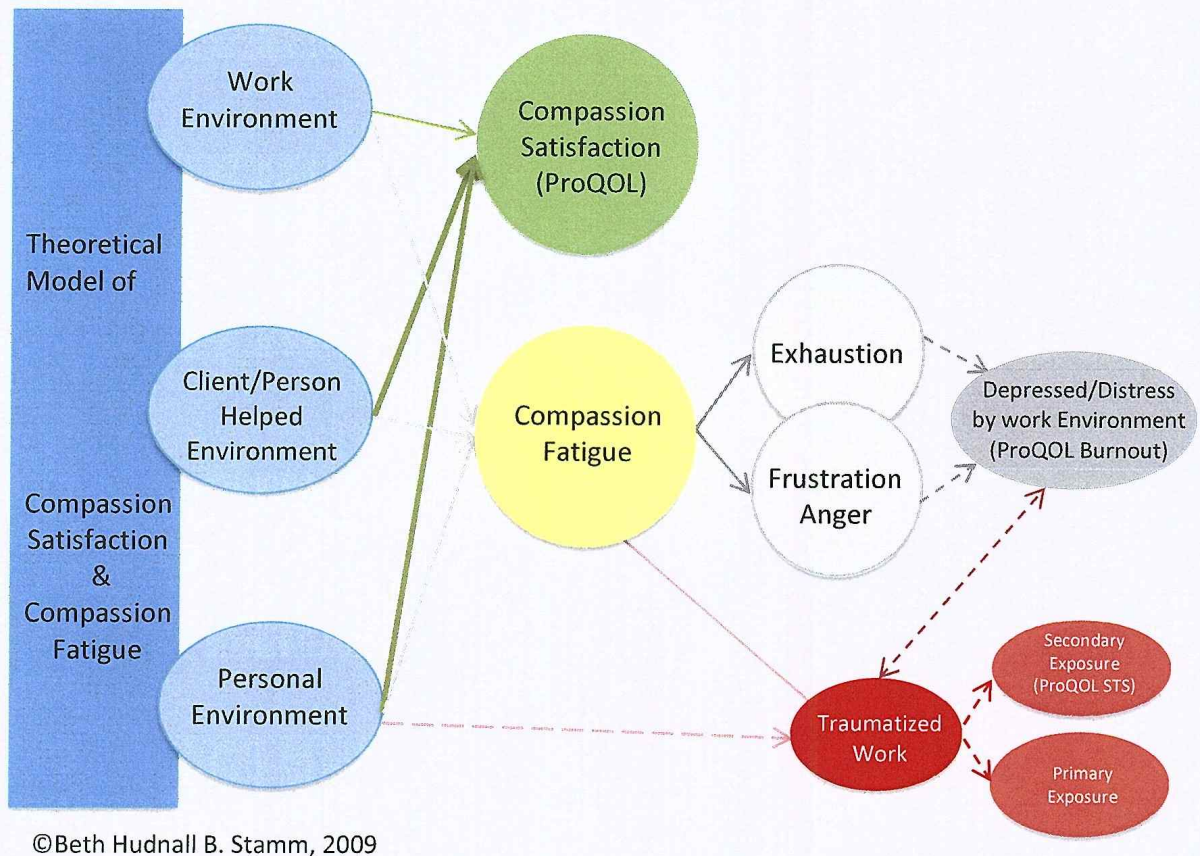 Theoretical
Model of
Compassion
Satisfaction
&
Compassion
Fatigue
Work
Environment
Client/Person
Helped
Environment
Personal
Environment
Compassion
Satisfaction
(ProQOL)
Compassion
Fatigue
Exhaustion
Frustration
Anger
Depressed/Distress
by work Environment
(ProQOL Burnout)
Traumatized
Work
Secondary
Exposure
(ProQOL STS)
Primary
Exposure
©Beth Hudnall B. Stamm, 2009